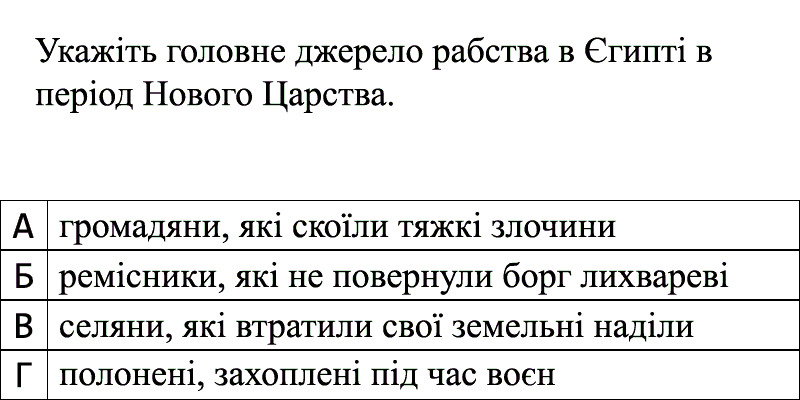 Укажіть головне джерело рабства в Єгипті в
період Нового Царства.
А громадяни, які скоїли тяжкі злочини
Б ремісники, які не повернули борг лихвареві
В селяни, які втратили свої земельні наділи
Г полонені, захоплені під час воєн